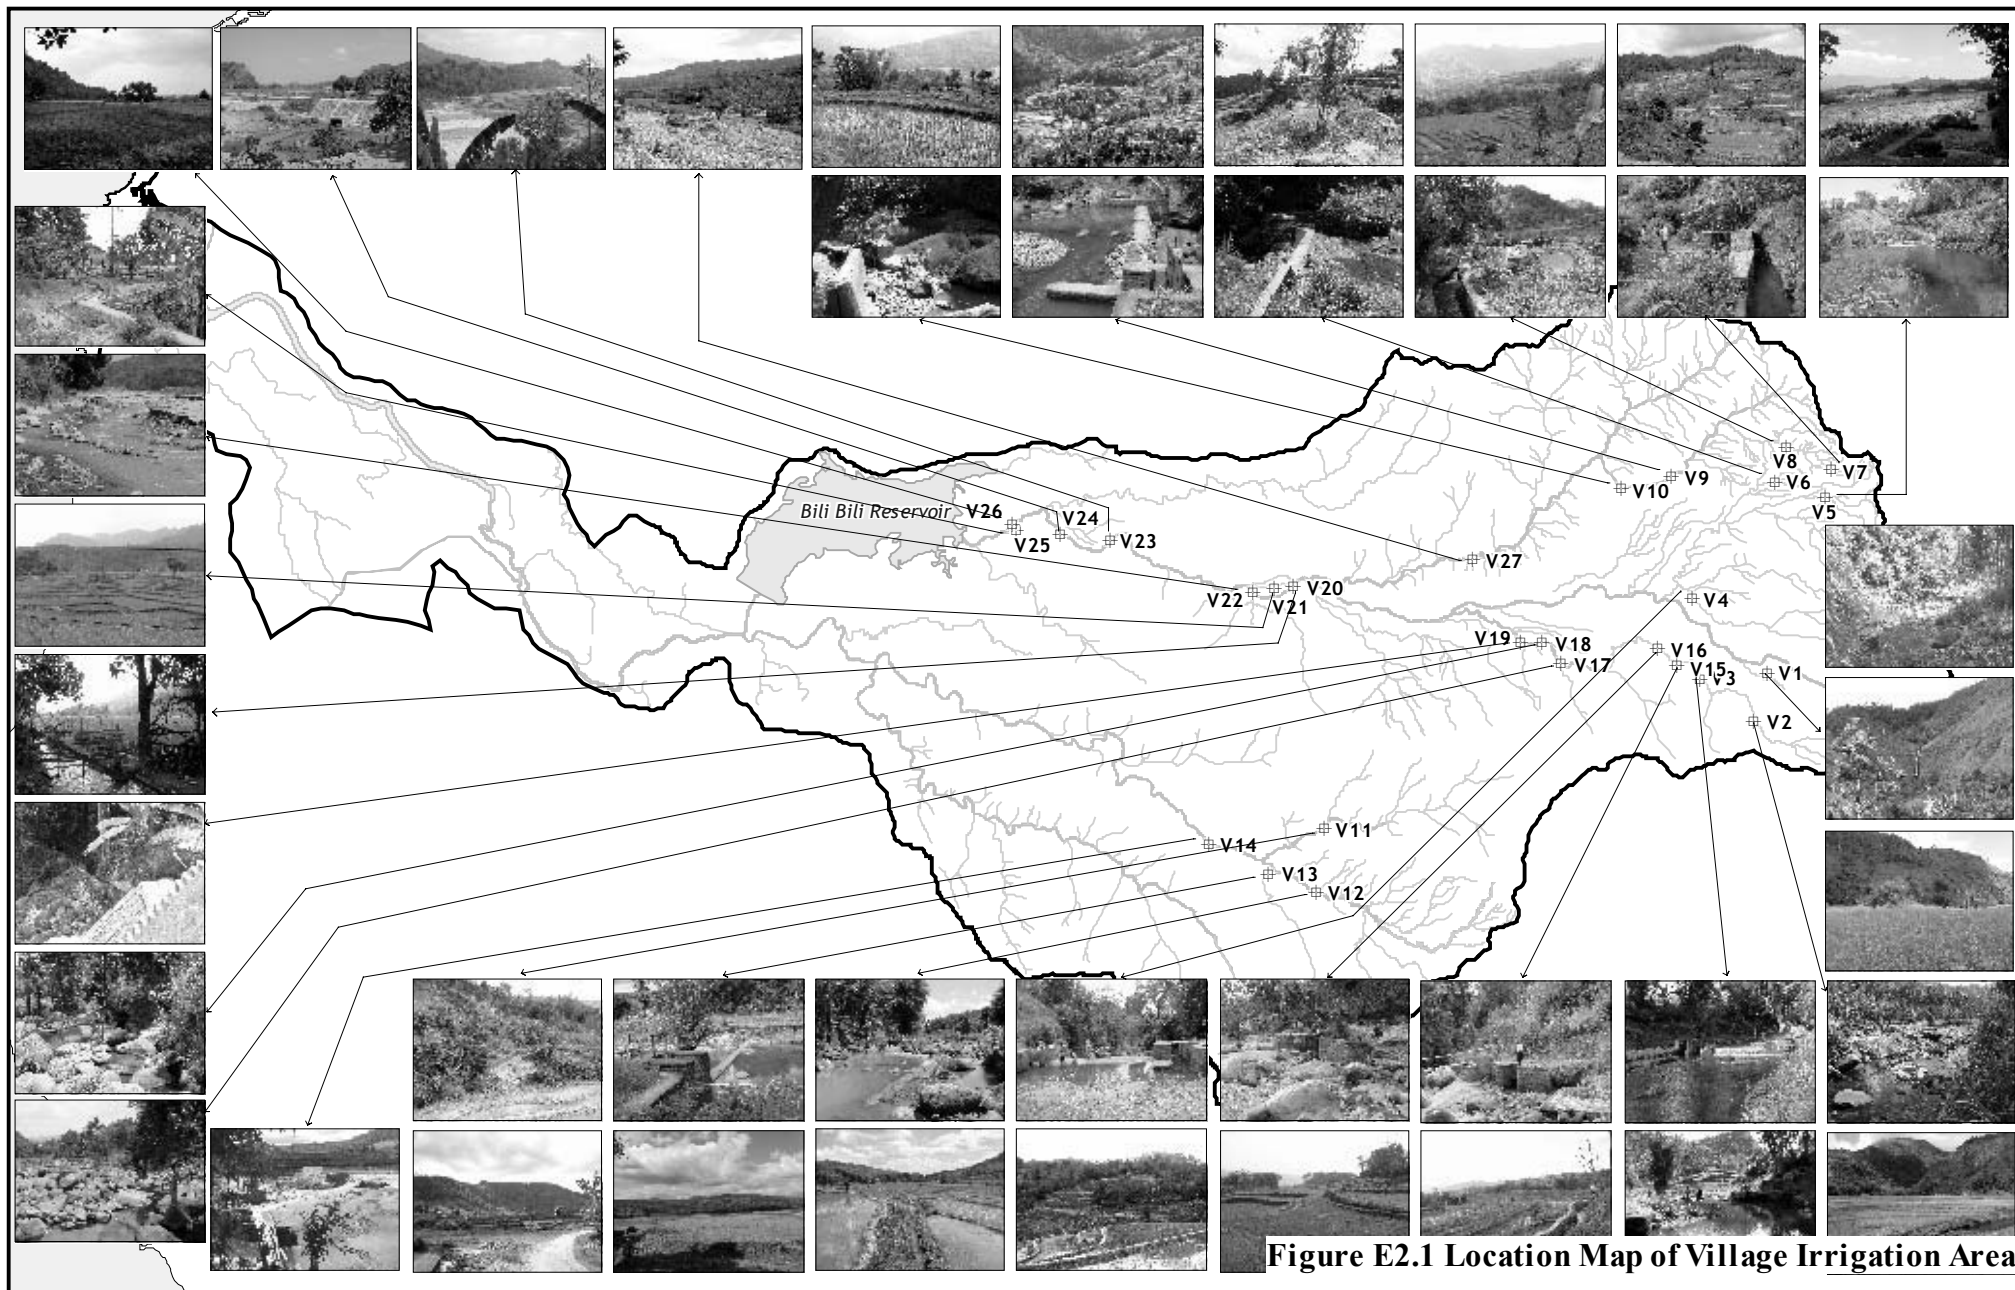 V8
V7
V9
V6
V10
V5
Bili Bili Reservoir
V26
V24
V25
V23
V27
V20
V22
V21
V4
V19
V18
V16
V17
V15
V3
V1
V2
V11
V14
V13
V12
Figure E2.1 Location Map of Village Irrigation Area